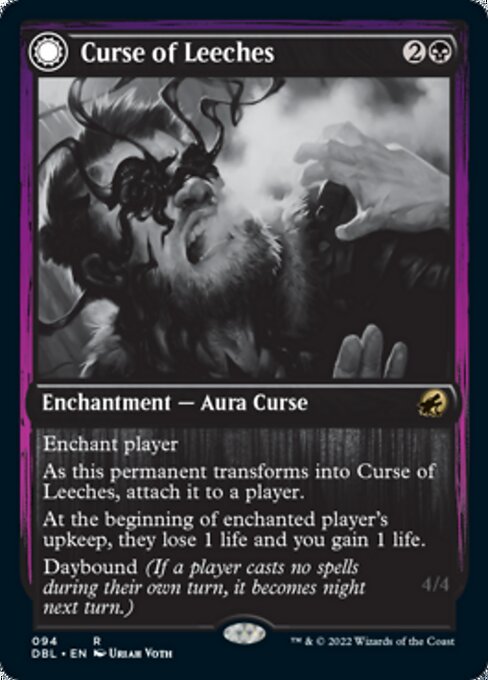 Curse of Leeches
2
Enchantment — Aura Curse
Enchant player
As this permanent transforms into Curse of
Leeches, attach it to a player.
At the beginning of enchanted player's
upkeep, they lose 1 life and you gain 1 life.
Daybound (If a player casts no spells
during their own turn, it becomes night
next turn.)
4/4
094 R
DBL • EN Uriah Voth
™ & © 2022 Wizards of the Coast